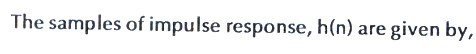 The samples of impulse response, h(n) are given by,